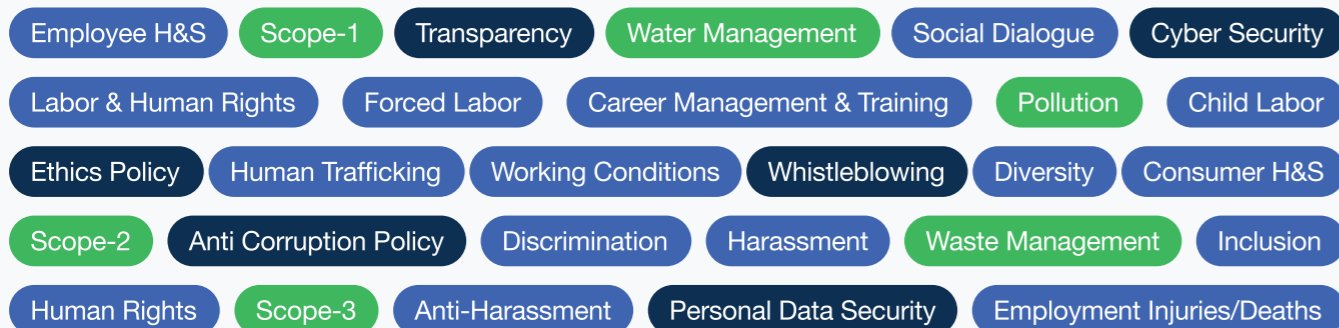 Employee H&S Scope-1 Transparency Water Management Social Dialogue Cyber Security
Labor & Human Rights Forced Labor Career Management & Training Pollution Child Labor
Ethics Policy Human Trafficking Working Conditions Whistleblowing Diversity Consumer H&S
Scope-2 Anti Corruption Policy Discrimination Harassment Waste Management Inclusion
Human Rights Scope-3 Anti-Harassment Personal Data Security Employment Injuries/Deaths